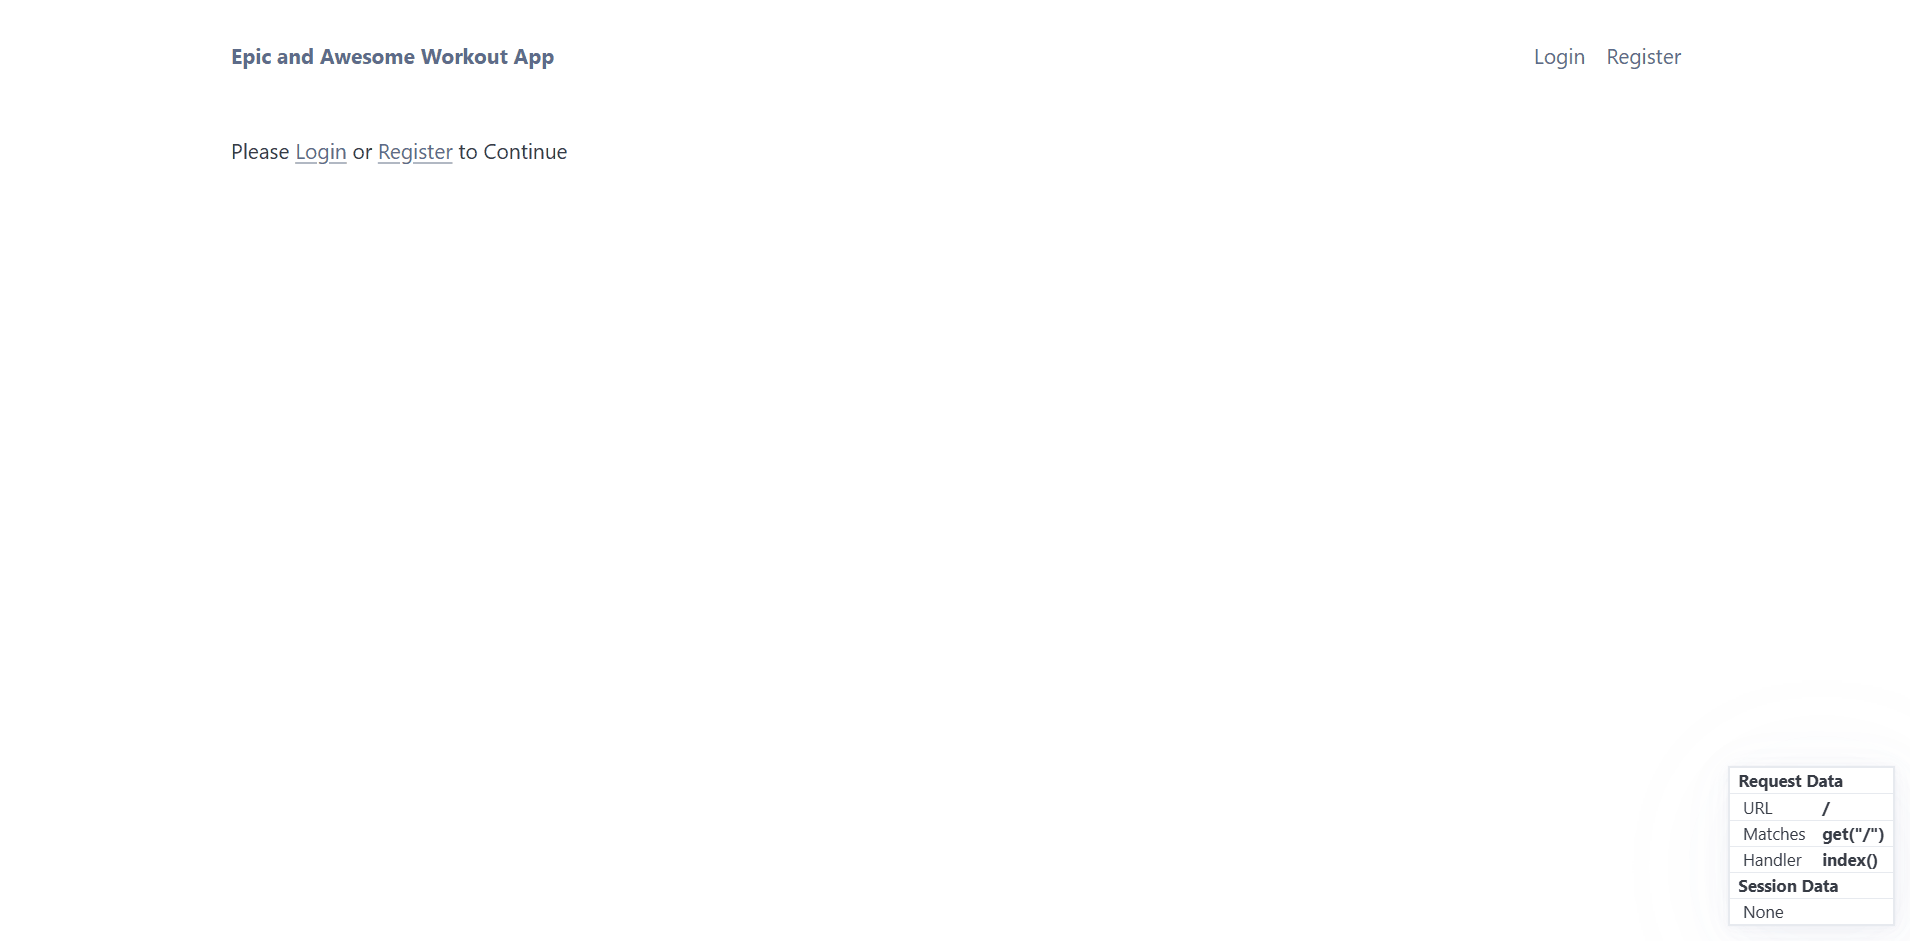 Epic and Awesome Workout App
Login Register
Please Login or Register to Continue
Request Data
URL /
Matches get("/")
Handler index()
Session Data
None